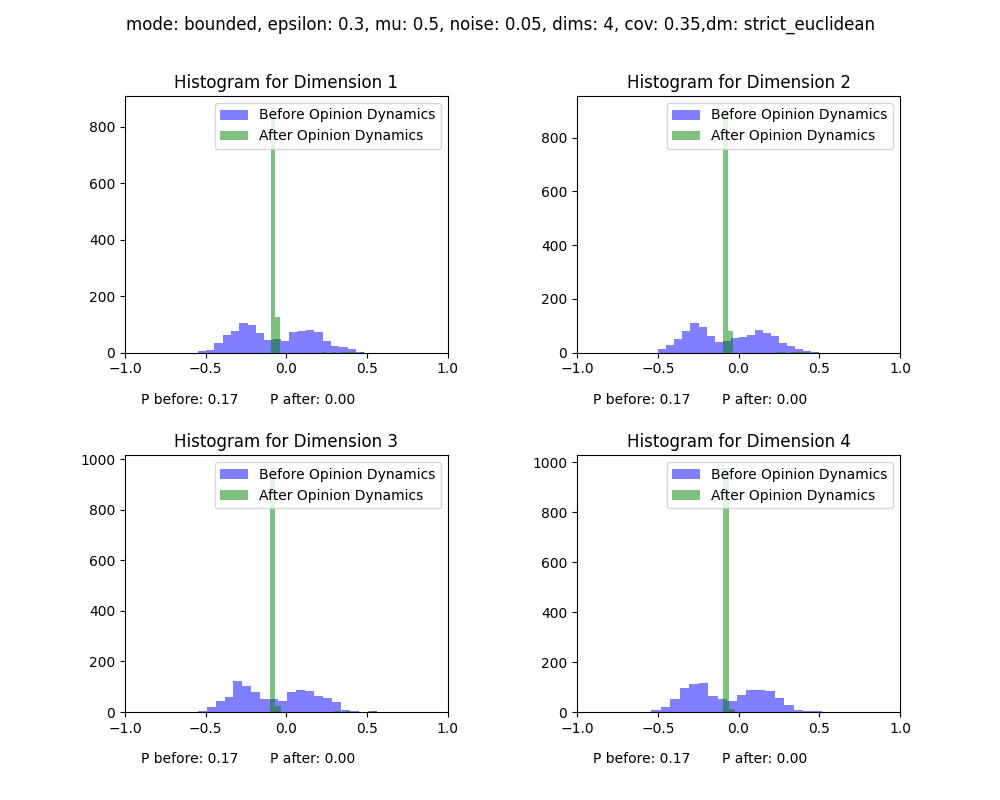 mode: bounded, epsilon: 0.3, mu: 0.5, noise: 0.05, dims: 4, cov: 0.35,dm: strict_euclidean
Histogram for Dimension 1
Before Opinion Dynamics
After Opinion Dynamics
800
600
400
200
0
−1.0 −0.5 0.0 0.5 1.0
P before: 0.17 P after: 0.00
Histogram for Dimension 2
Before Opinion Dynamics
After Opinion Dynamics
800
600
400
200
0
−1.0 −0.5 0.0 0.5 1.0
P before: 0.17 P after: 0.00
Histogram for Dimension 3
Before Opinion Dynamics
After Opinion Dynamics
1000
800
600
400
200
0
−1.0 −0.5 0.0 0.5 1.0
P before: 0.17 P after: 0.00
Histogram for Dimension 4
Before Opinion Dynamics
After Opinion Dynamics
1000
800
600
400
200
0
−1.0 −0.5 0.0 0.5 1.0
P before: 0.17 P after: 0.00